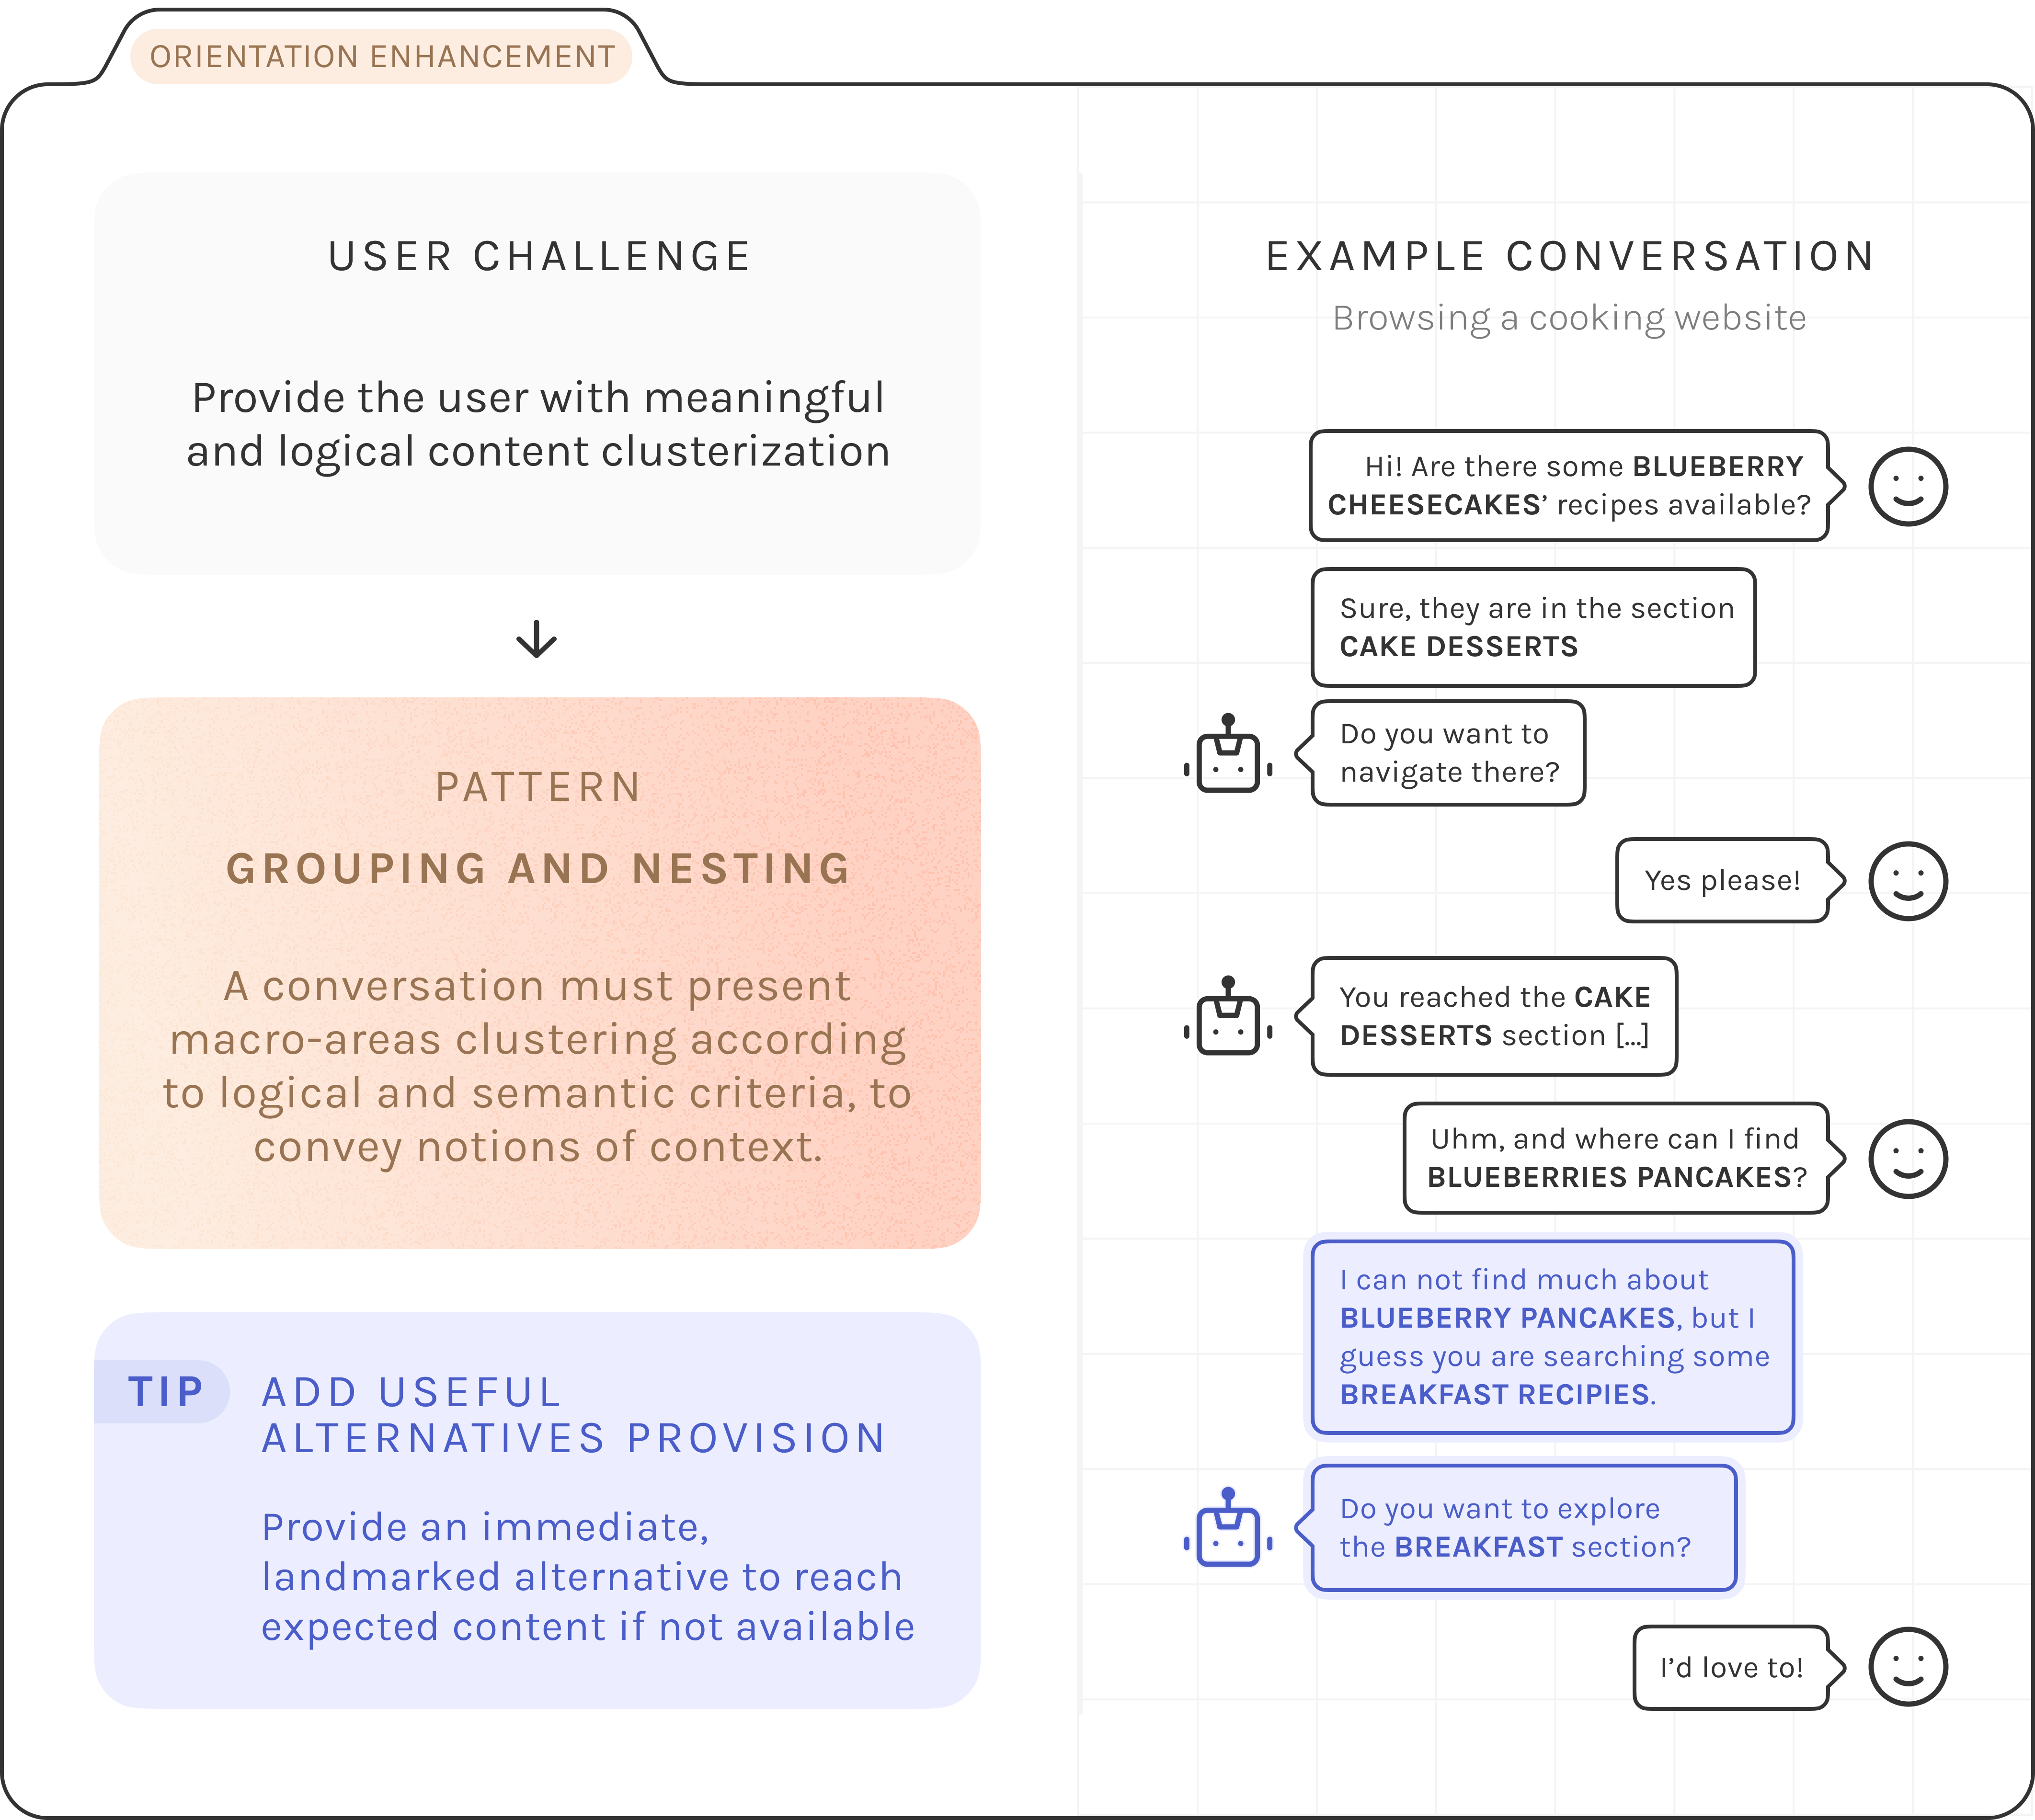 ORIENTATION ENHANCEMENT
USER CHALLENGE
Provide the user with meaningful
and logical content clusterization
PATTERN
GROUPING AND NESTING
A conversation must present
macro-areas clustering according
to logical and semantic criteria, to
convey notions of context.
TIP
ADD USEFUL
ALTERNATIVES PROVISION
Provide an immediate,
landmarked alternative to reach
expected content if not available
EXAMPLE CONVERSATION
Browsing a cooking website
Hi! Are there some BLUEBERRY
CHEESECAKES’ recipes available?
Sure, they are in the section
CAKE DESSERTS
Do you want to
navigate there?
Yes please!
You reached the CAKE
DESSERTS section [...]
Uhm, and where can I find
BLUEBERRIES PANCAKES?
I can not find much about
BLUEBERRY PANCAKES, but I
guess you are searching some
BREAKFAST RECIPIES.
Do you want to explore
the BREAKFAST section?
I’d love to!